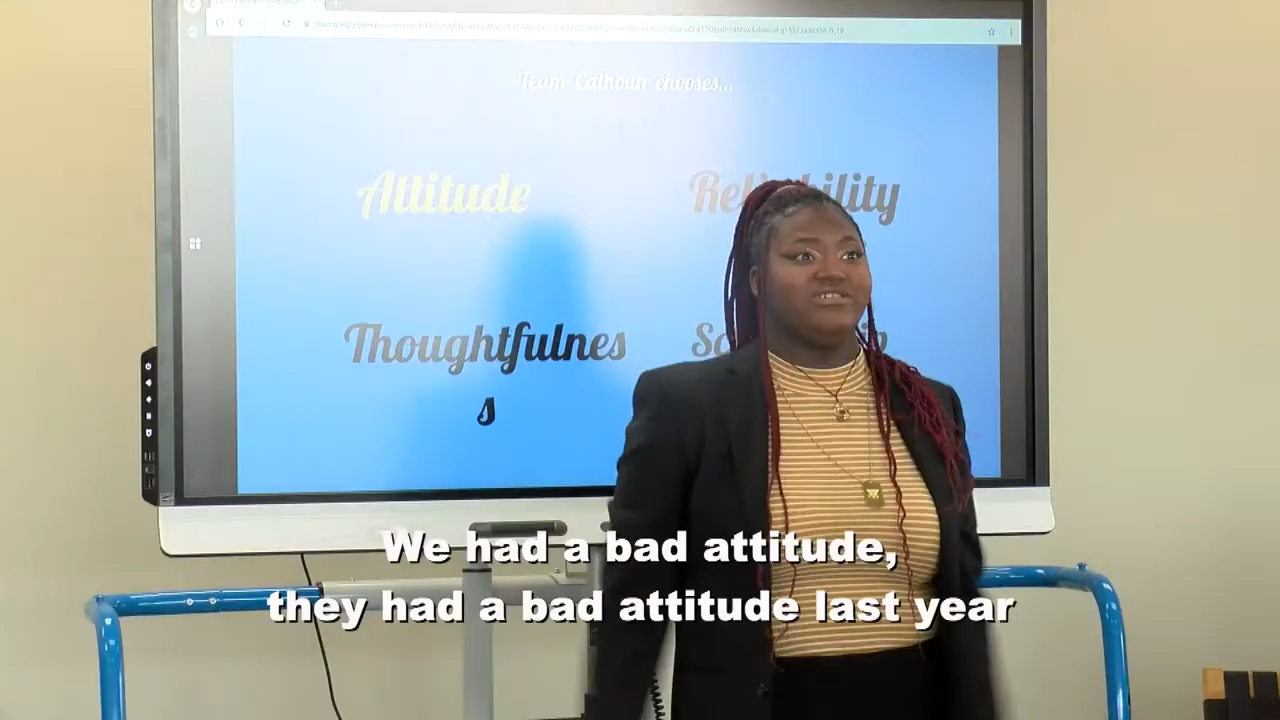 Team Calhoun chooses...
Attitude
Thoughtfulnes
s
We had a bad attitude,
they had a bad attitude last year